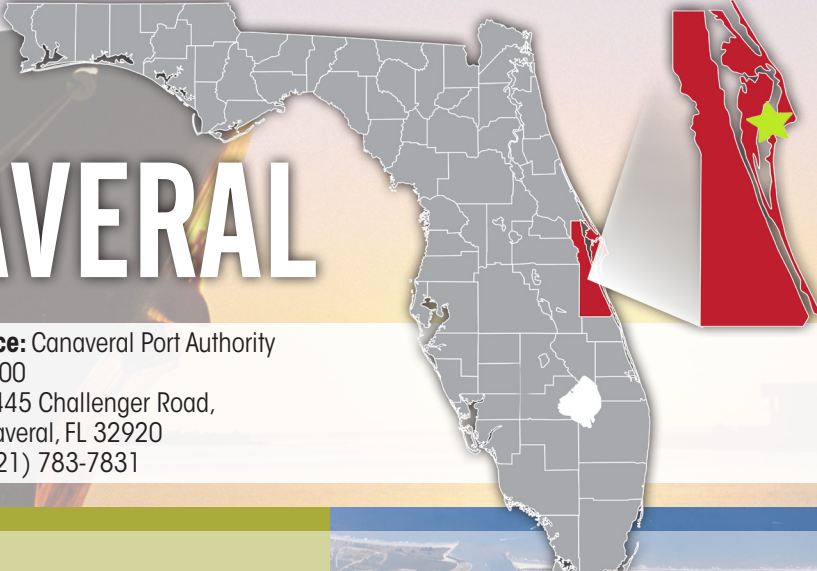 AVERAL
ce: Canaveral Port Authority
00
445 Challenger Road,
averal, FL 32920
21) 783-7831